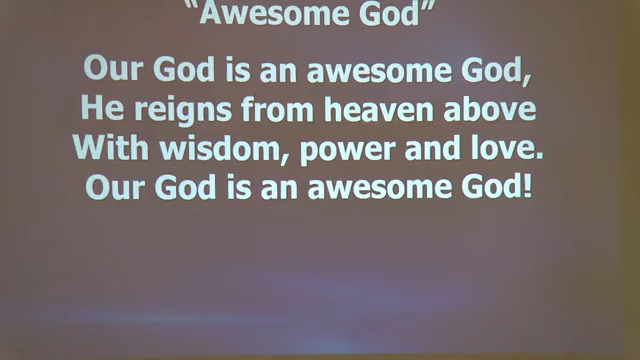 “Awesome God”
Our God is an awesome God,
He reigns from heaven above
With wisdom, power and love.
Our God is an awesome God!